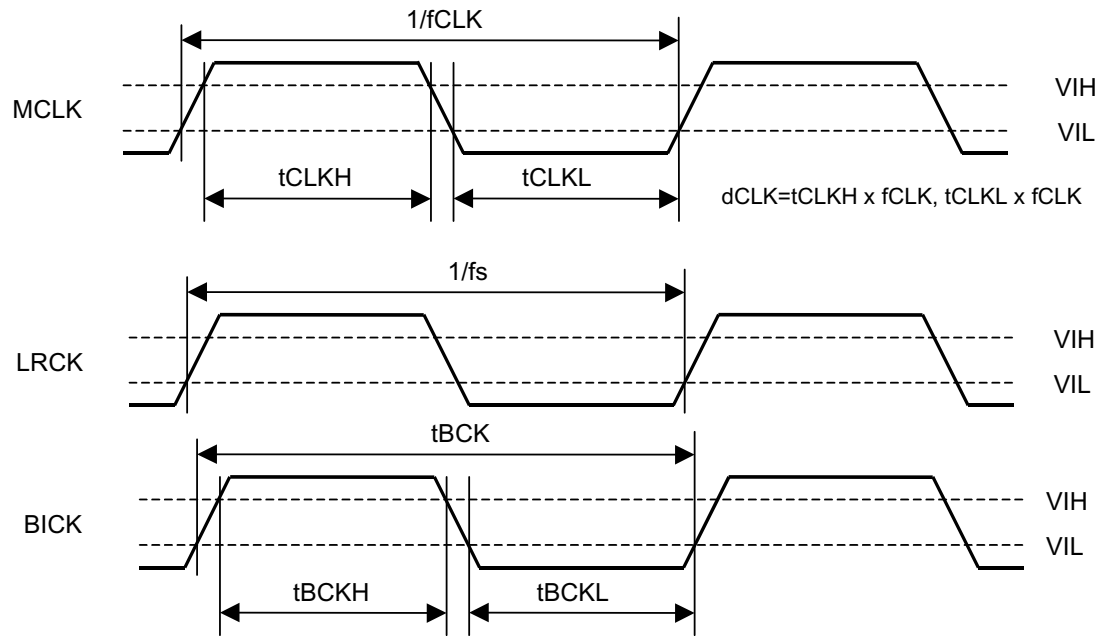 1/fCLK
MCLK
VIH
VIL
tCLKH
tCLKL
dCLK=tCLKH x fCLK, tCLKL x fCLK
1/fs
LRCK
VIH
VIL
tBCK
BICK
VIH
VIL
tBCKH
tBCKL